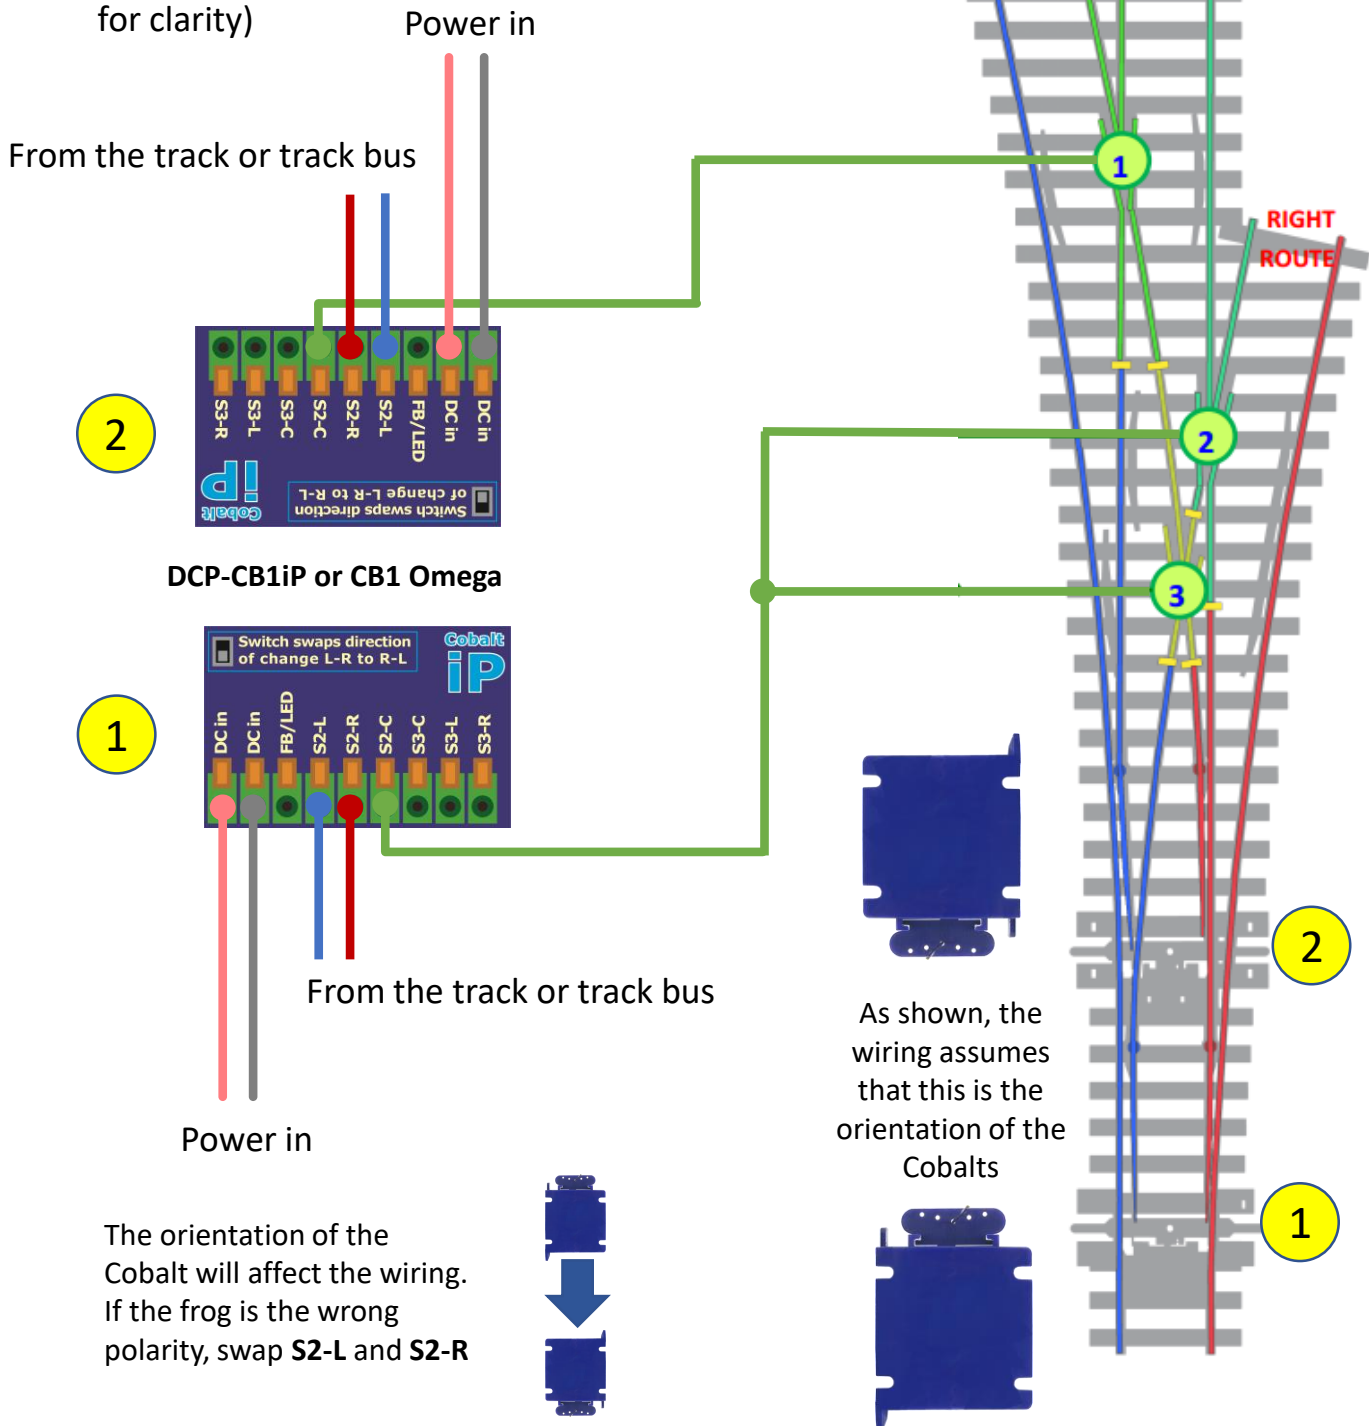 for clarity)
Power in
From the track or track bus
1
RIGHT
ROUTE
2
S3-R
S3-L
S3-C
S2-C
S2-R
S2-L
FB/LED
DC in
DC in
2
Cobalt
iP
Switch swaps direction
of change L-R to R-L
DCP-CB1iP or CB1 Omega
3
Switch swaps direction
of change L-R to R-L
Cobalt
iP
1
DC in
DC in
FB/LED
S2-L
S2-R
S2-C
S3-C
S3-L
S3-R
2
From the track or track bus
As shown, the
wiring assumes
that this is the
orientation of the
Cobalts
Power in
1
The orientation of the
Cobalt will affect the wiring.
If the frog is the wrong
polarity, swap S2-L and S2-R